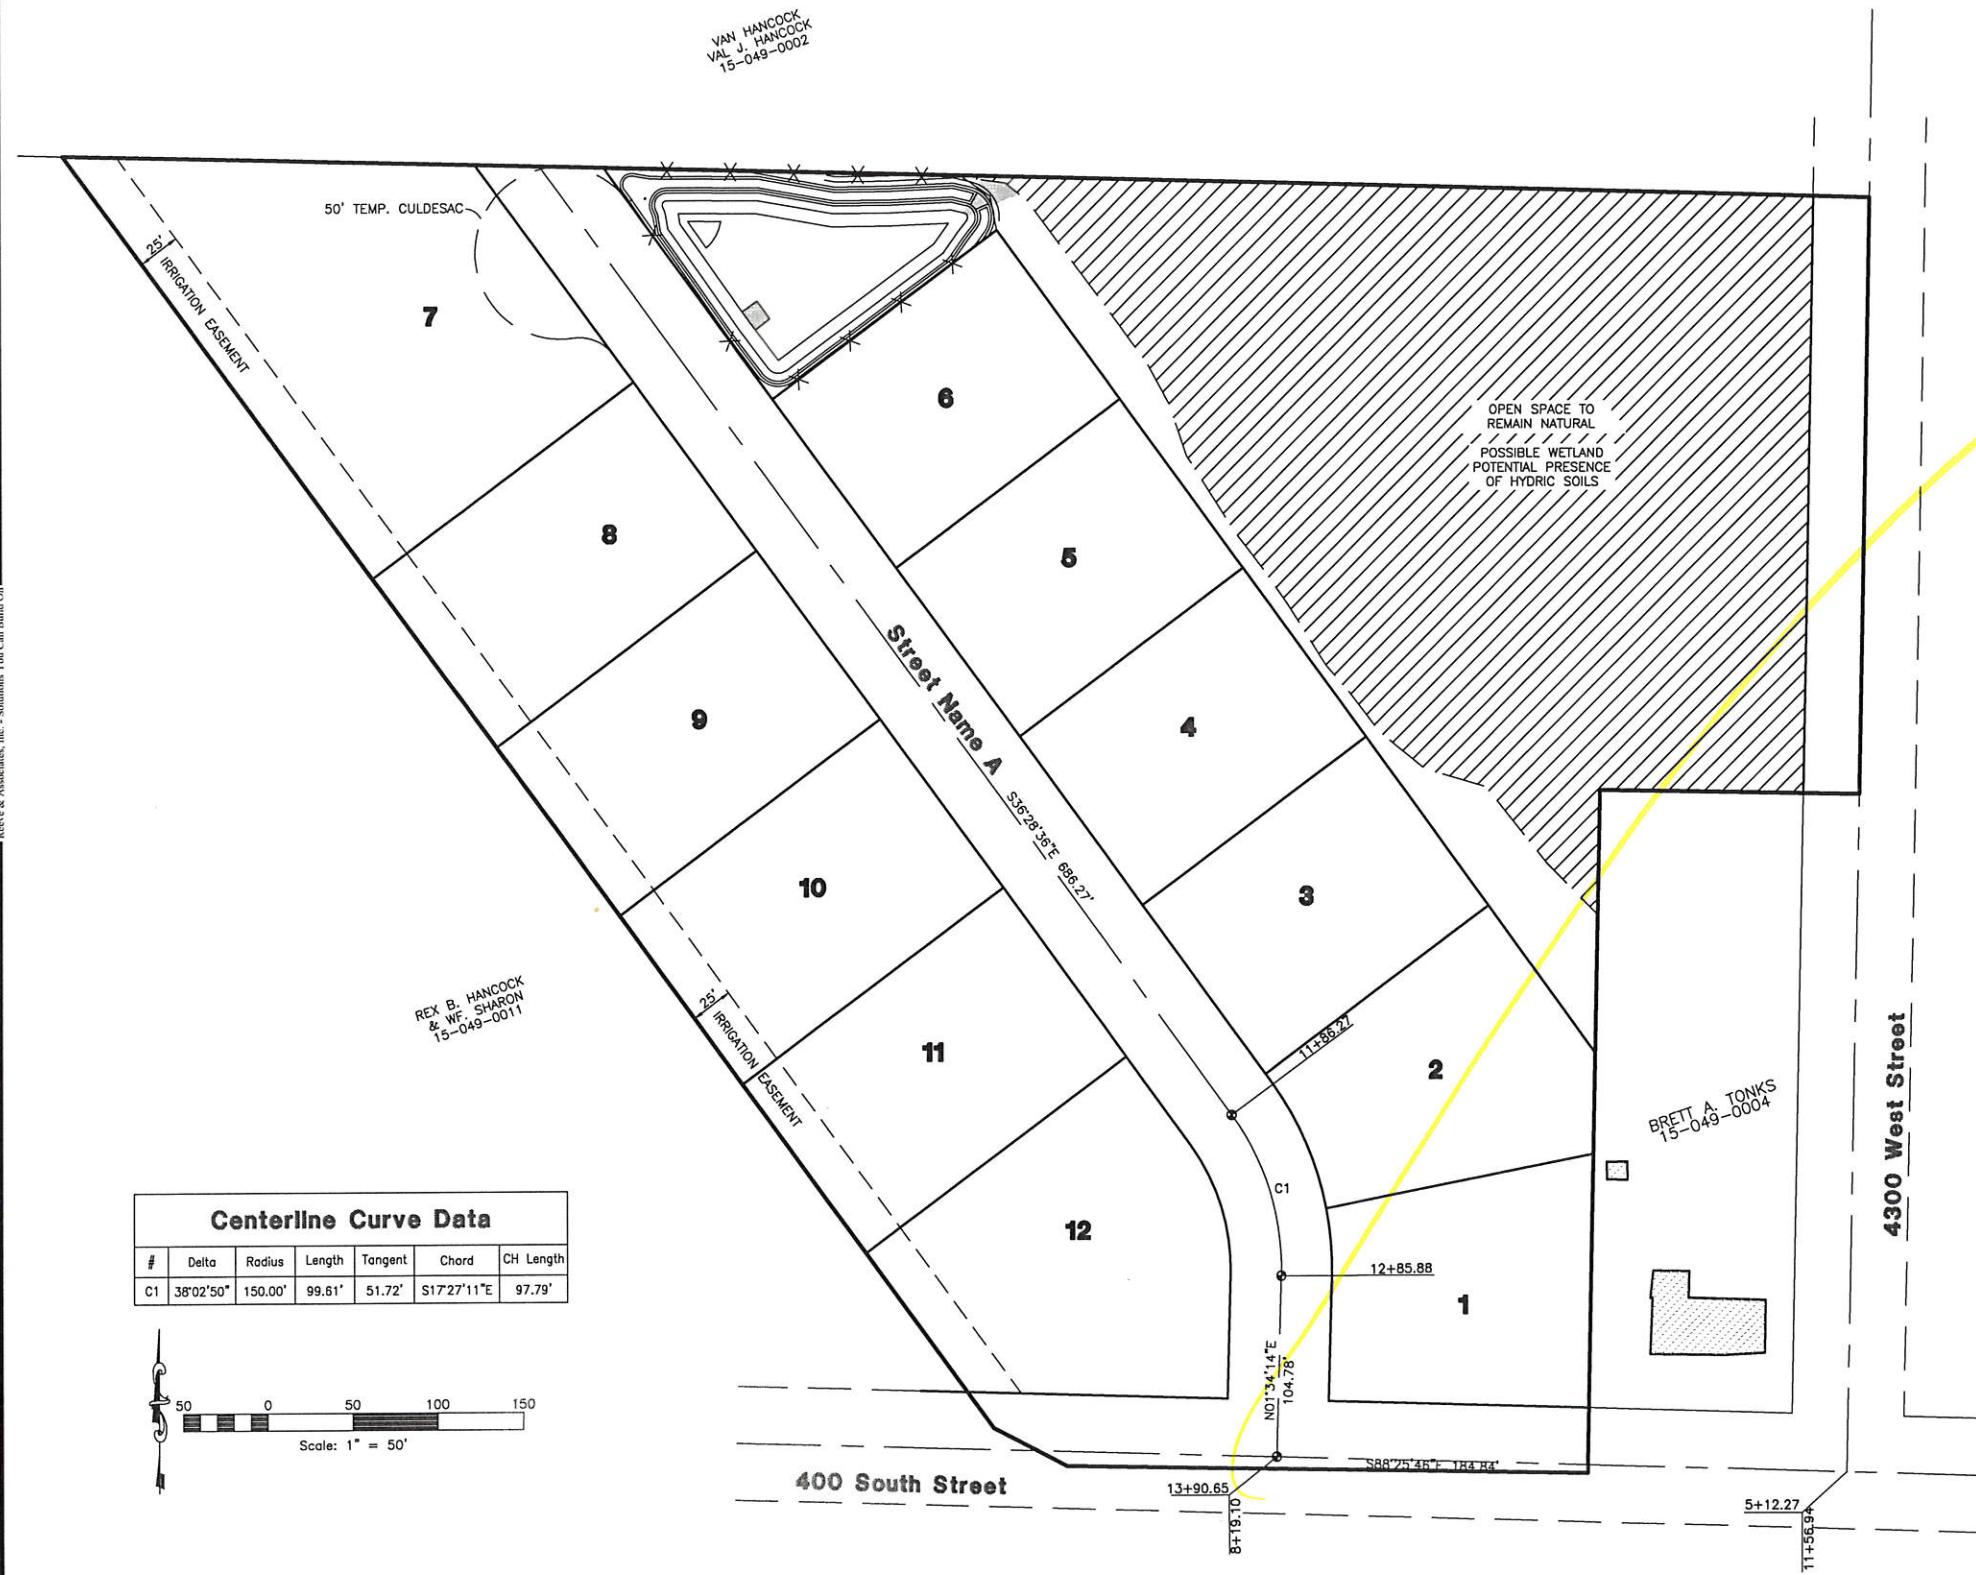 VAN HANCOCK
VAL J. HANCOCK
15-049-0002
50' TEMP. CULDESAC
25'
IRRIGATION EASEMENT
7
6
OPEN SPACE TO
REMAIN NATURAL
POSSIBLE WETLAND
POTENTIAL PRESENCE
OF HYDRIC SOILS
8
5
Street Name A
S36°28'36"E 686.27'
9
4
10
3
REX B. HANCOCK
& WF. SHARON
15-049-0011
25'
IRRIGATION EASEMENT
11
11+86.27
2
BRETT A. TONKS
15-049-0004
4300 West Street
C1
12
12+85.88
1
N01°34'14"E
104.78'
Centerline Curve Data
# Delta Radius Length Tangent Chord CH Length
C1 38°02'50" 150.00' 99.61' 51.72' S17°27'11"E 97.79'
50 0 50 100 150
Scale: 1" = 50'
400 South Street
S88°25'46"E 184.84'
13+90.65
8+19.10
5+12.27
11+56.94